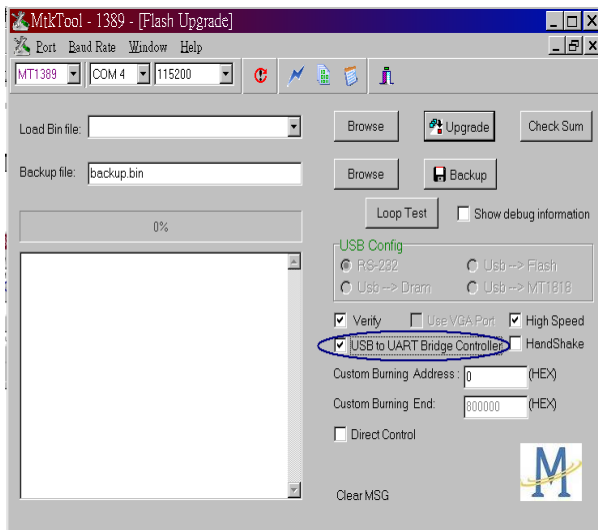 MtkTool - 1389 - [Flash Upgrade]
Port Baud Rate Window Help
MT1389 COM 4 115200
Load Bin file: Browse Upgrade Check Sum
Backup file: backup.bin Browse Backup
Loop Test Show debug information
0%
USB Config
RS-232 Usb --> Flash
Usb --> Dram Usb --> MT1818
Verify Use VGA Port High Speed
USB to UART Bridge Controller HandShake
Custom Burning Address : 0 (HEX)
Custom Burning End: 800000 (HEX)
Direct Control
M
Clear MSG